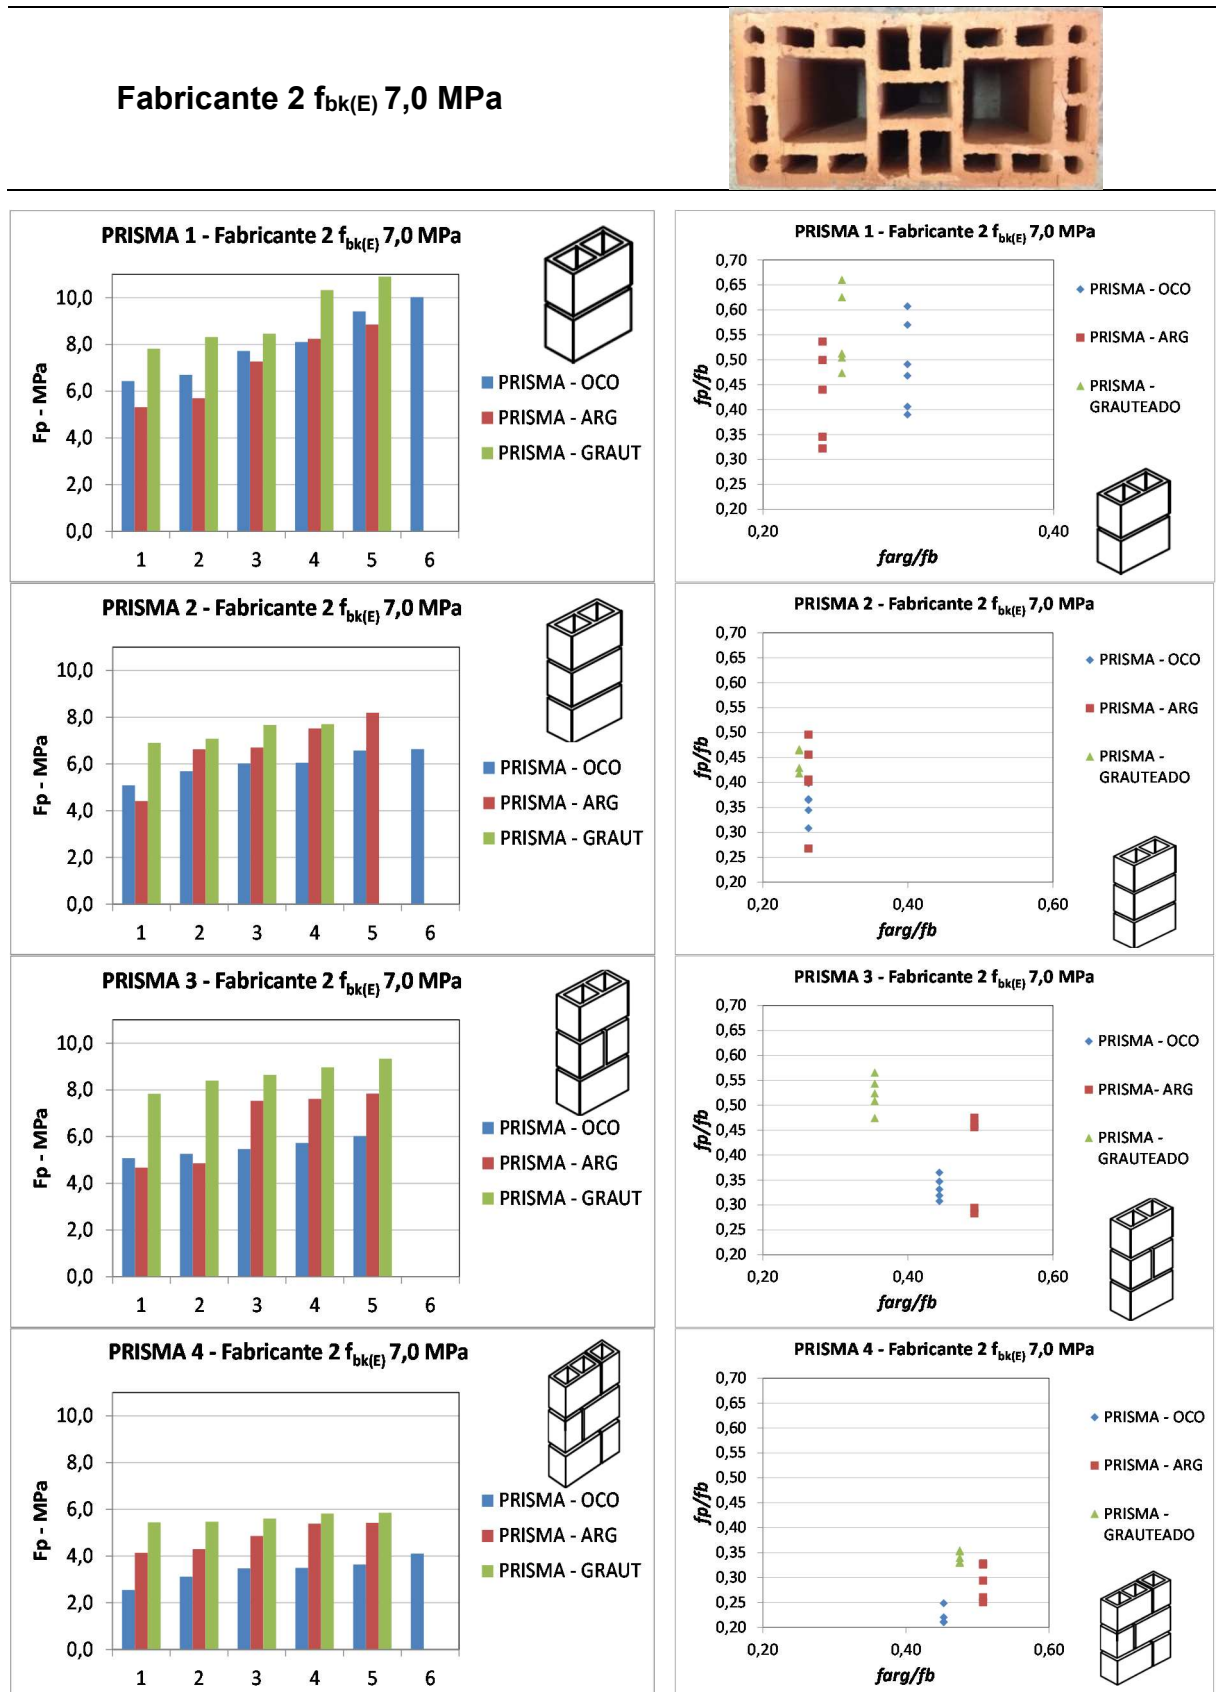 Fabricante 2 fbk(E) 7,0 MPa
PRISMA 1 - Fabricante 2 fbk(E) 7,0 MPa
Fp - MPa
10,0
8,0
6,0
4,0
2,0
0,0
1 2 3 4 5 6
PRISMA - OCO
PRISMA - ARG
PRISMA - GRAUT
PRISMA 1 - Fabricante 2 fbk(E) 7,0 MPa
fp/fb
0,70
0,65
0,60
0,55
0,50
0,45
0,40
0,35
0,30
0,25
0,20
0,20 0,40
farg/fb
PRISMA - OCO
PRISMA - ARG
PRISMA -
GRAUTEADO
PRISMA 2 - Fabricante 2 fbk(E) 7,0 MPa
Fp - MPa
10,0
8,0
6,0
4,0
2,0
0,0
1 2 3 4 5 6
PRISMA - OCO
PRISMA - ARG
PRISMA - GRAUT
PRISMA 2 - Fabricante 2 fbk(E) 7,0 MPa
fp/fb
0,70
0,65
0,60
0,55
0,50
0,45
0,40
0,35
0,30
0,25
0,20
0,20 0,40 0,60
farg/fb
PRISMA - OCO
PRISMA - ARG
PRISMA -
GRAUTEADO
PRISMA 3 - Fabricante 2 fbk(E) 7,0 MPa
Fp - MPa
10,0
8,0
6,0
4,0
2,0
0,0
1 2 3 4 5 6
PRISMA - OCO
PRISMA - ARG
PRISMA - GRAUT
PRISMA 3 - Fabricante 2 fbk(E) 7,0 MPa
fp/fb
0,70
0,65
0,60
0,55
0,50
0,45
0,40
0,35
0,30
0,25
0,20
0,20 0,40 0,60
farg/fb
PRISMA - OCO
PRISMA- ARG
PRISMA -
GRAUTEADO
PRISMA 4 - Fabricante 2 fbk(E) 7,0 MPa
Fp - MPa
10,0
8,0
6,0
4,0
2,0
0,0
1 2 3 4 5 6
PRISMA - OCO
PRISMA - ARG
PRISMA - GRAUT
PRISMA 4 - Fabricante 2 fbk(E) 7,0 MPa
fp/fb
0,70
0,65
0,60
0,55
0,50
0,45
0,40
0,35
0,30
0,25
0,20
0,20 0,40 0,60
farg/fb
PRISMA - OCO
PRISMA - ARG
PRISMA -
GRAUTEADO